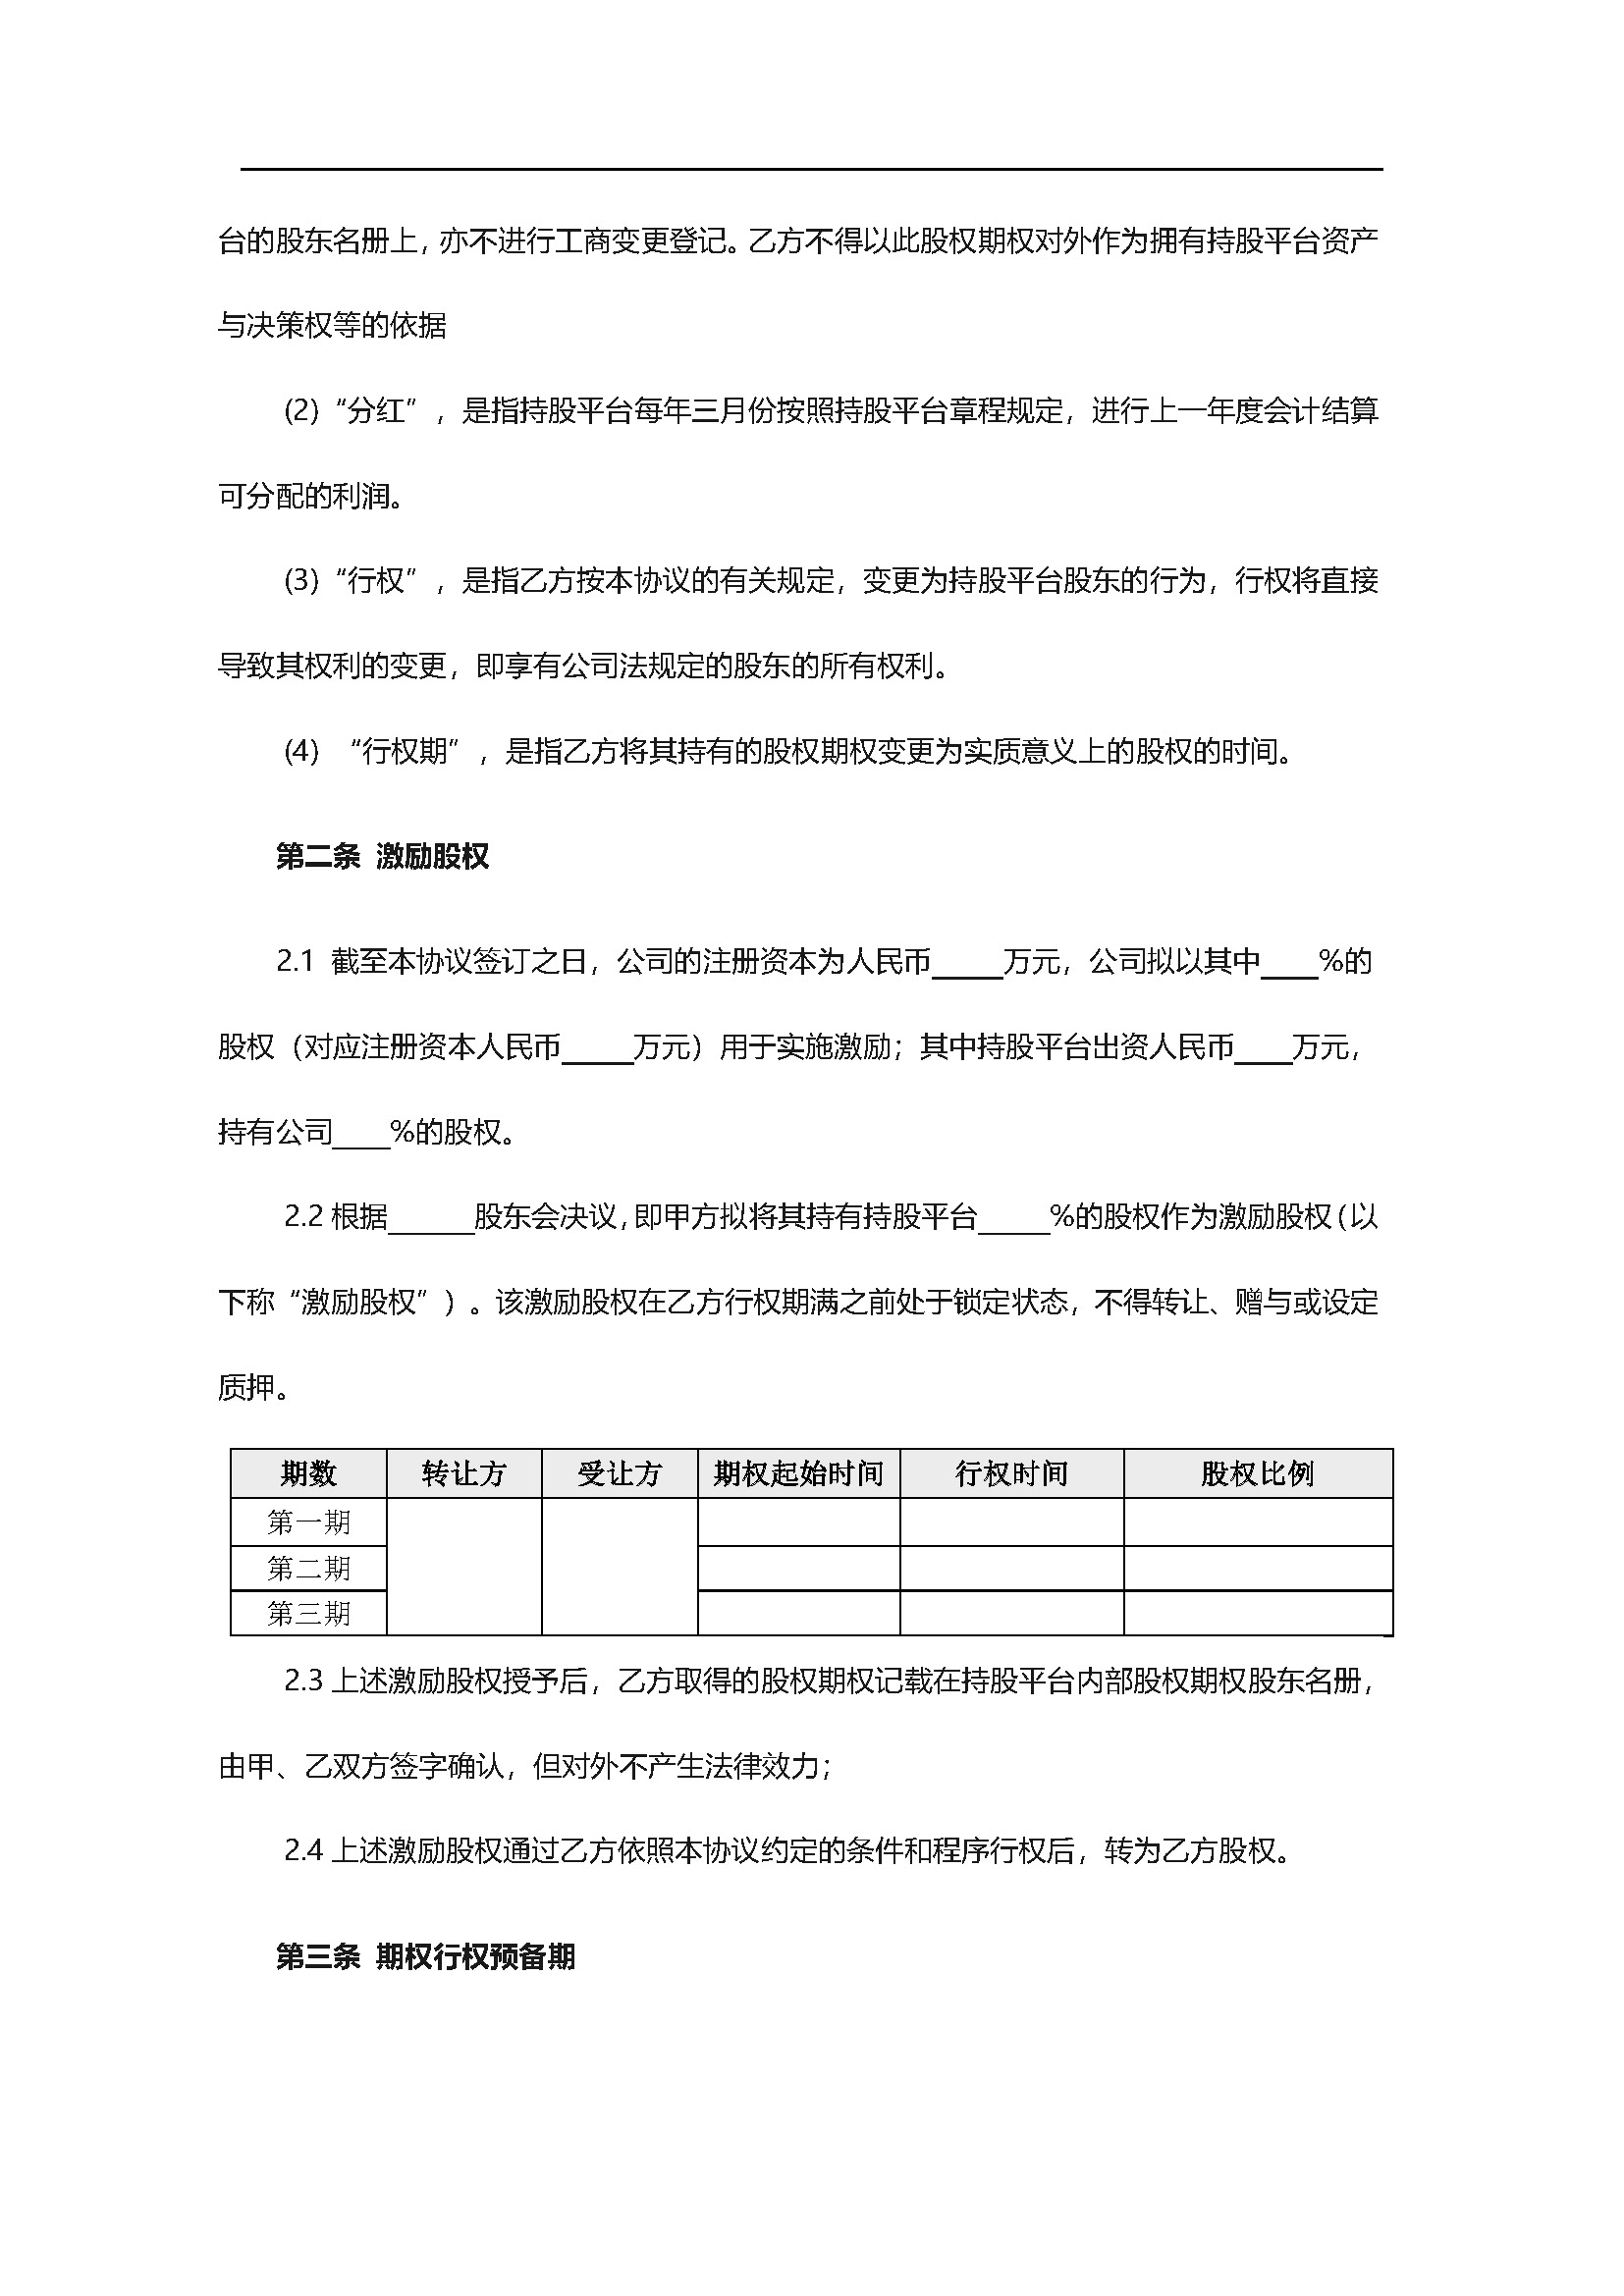 台的股东名册上，亦不进行工商变更登记。乙方不得以此股权期权对外作为拥有持股平台资产
与决策权等的依据
(2)“分红”，是指持股平台每年三月份按照持股平台章程规定，进行上一年度会计结算
可分配的利润。
(3)“行权”，是指乙方按本协议的有关规定，变更为持股平台股东的行为，行权将直接
导致其权利的变更，即享有公司法规定的股东的所有权利。
(4) “行权期”，是指乙方将其持有的股权期权变更为实质意义上的股权的时间。
第二条 激励股权
2.1 截至本协议签订之日，公司的注册资本为人民币_____万元，公司拟以其中____%的
股权（对应注册资本人民币_____万元）用于实施激励；其中持股平台出资人民币____万元，
持有公司____%的股权。
2.2 根据______股东会决议，即甲方拟将其持有持股平台_____%的股权作为激励股权（以
下称“激励股权”）。该激励股权在乙方行权期满之前处于锁定状态，不得转让、赠与或设定
质押。
期数 转让方 受让方 期权起始时间 行权时间 股权比例
第一期
第二期
第三期
2.3 上述激励股权授予后，乙方取得的股权期权记载在持股平台内部股权期权股东名册，
由甲、乙双方签字确认，但对外不产生法律效力；
2.4 上述激励股权通过乙方依照本协议约定的条件和程序行权后，转为乙方股权。
第三条 期权行权预备期